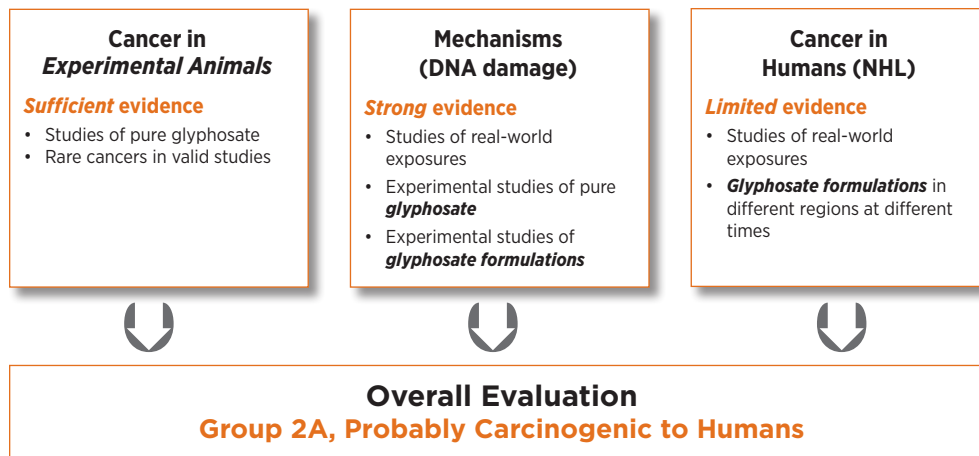 Cancer in
Experimental Animals
Sufficient evidence
• Studies of pure glyphosate
• Rare cancers in valid studies
Mechanisms
(DNA damage)
Strong evidence
• Studies of real-world
exposures
• Experimental studies of pure
glyphosate
• Experimental studies of
glyphosate formulations
Cancer in
Humans (NHL)
Limited evidence
• Studies of real-world
exposures
• Glyphosate formulations in
different regions at different
times
Overall Evaluation
Group 2A, Probably Carcinogenic to Humans